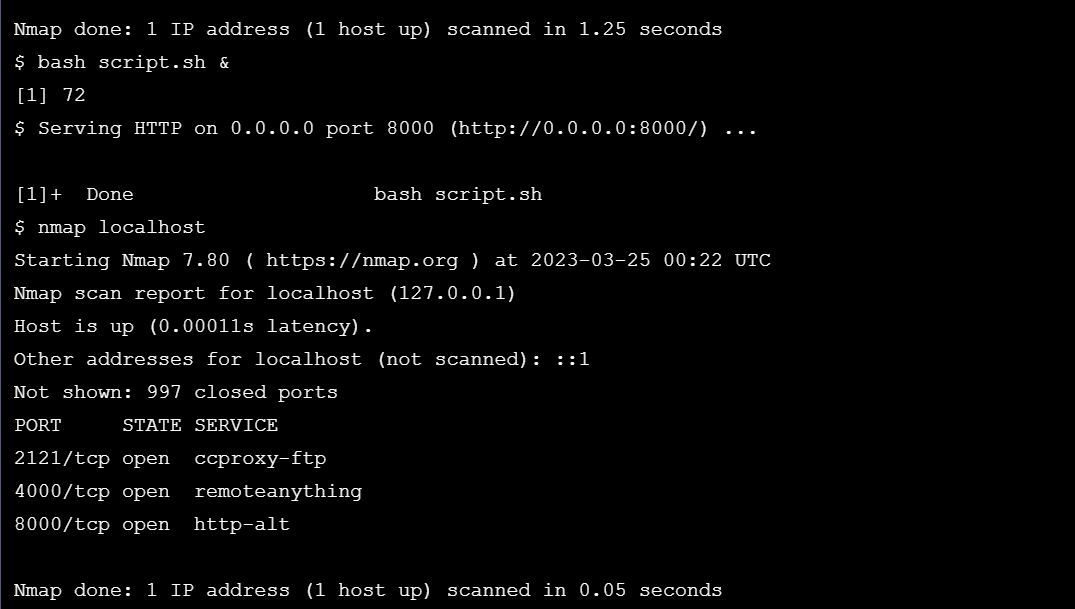 Nmap done: 1 IP address (1 host up) scanned in 1.25 seconds
$ bash script.sh &
[1] 72
$ Serving HTTP on 0.0.0.0 port 8000 (http://0.0.0.0:8000/) ...
[1]+  Done                    bash script.sh
$ nmap localhost
Starting Nmap 7.80 ( https://nmap.org ) at 2023-03-25 00:22 UTC
Nmap scan report for localhost (127.0.0.1)
Host is up (0.00011s latency).
Other addresses for localhost (not scanned): ::1
Not shown: 997 closed ports
PORT     STATE SERVICE
2121/tcp open  ccproxy-ftp
4000/tcp open  remoteanything
8000/tcp open  http-alt
Nmap done: 1 IP address (1 host up) scanned in 0.05 seconds